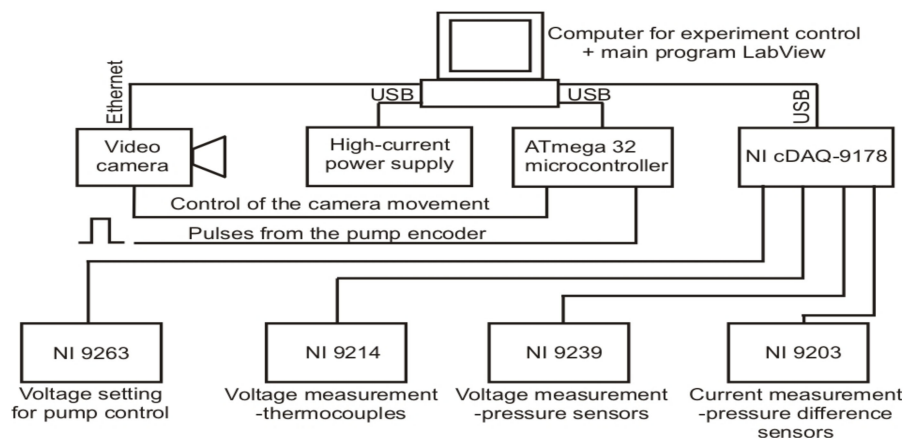 Computer for experiment control
+ main program LabView
Ethernet
USB
USB
USB
Video
camera
High-current
power supply
ATmega 32
microcontroller
NI cDAQ-9178
Control of the camera movement
Pulses from the pump encoder
NI 9263
NI 9214
NI 9239
NI 9203
Voltage setting
for pump control
Voltage measurement
-thermocouples
Voltage measurement
-pressure sensors
Current measurement
-pressure difference
sensors